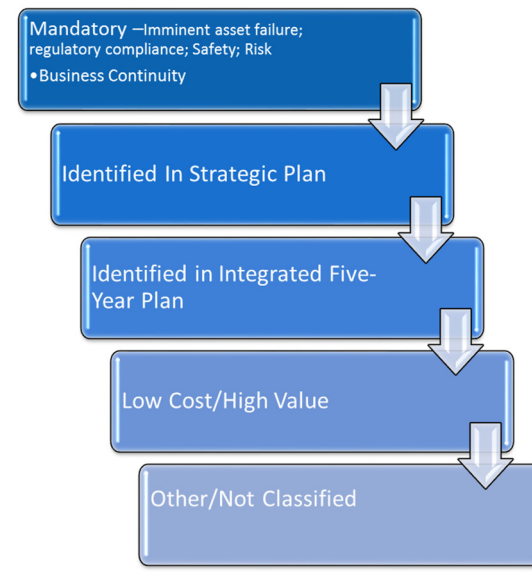 Mandatory –Imminent asset failure;
regulatory compliance; Safety; Risk
•Business Continuity
Identified In Strategic Plan
Identified in Integrated Five-
Year Plan
Low Cost/High Value
Other/Not Classified